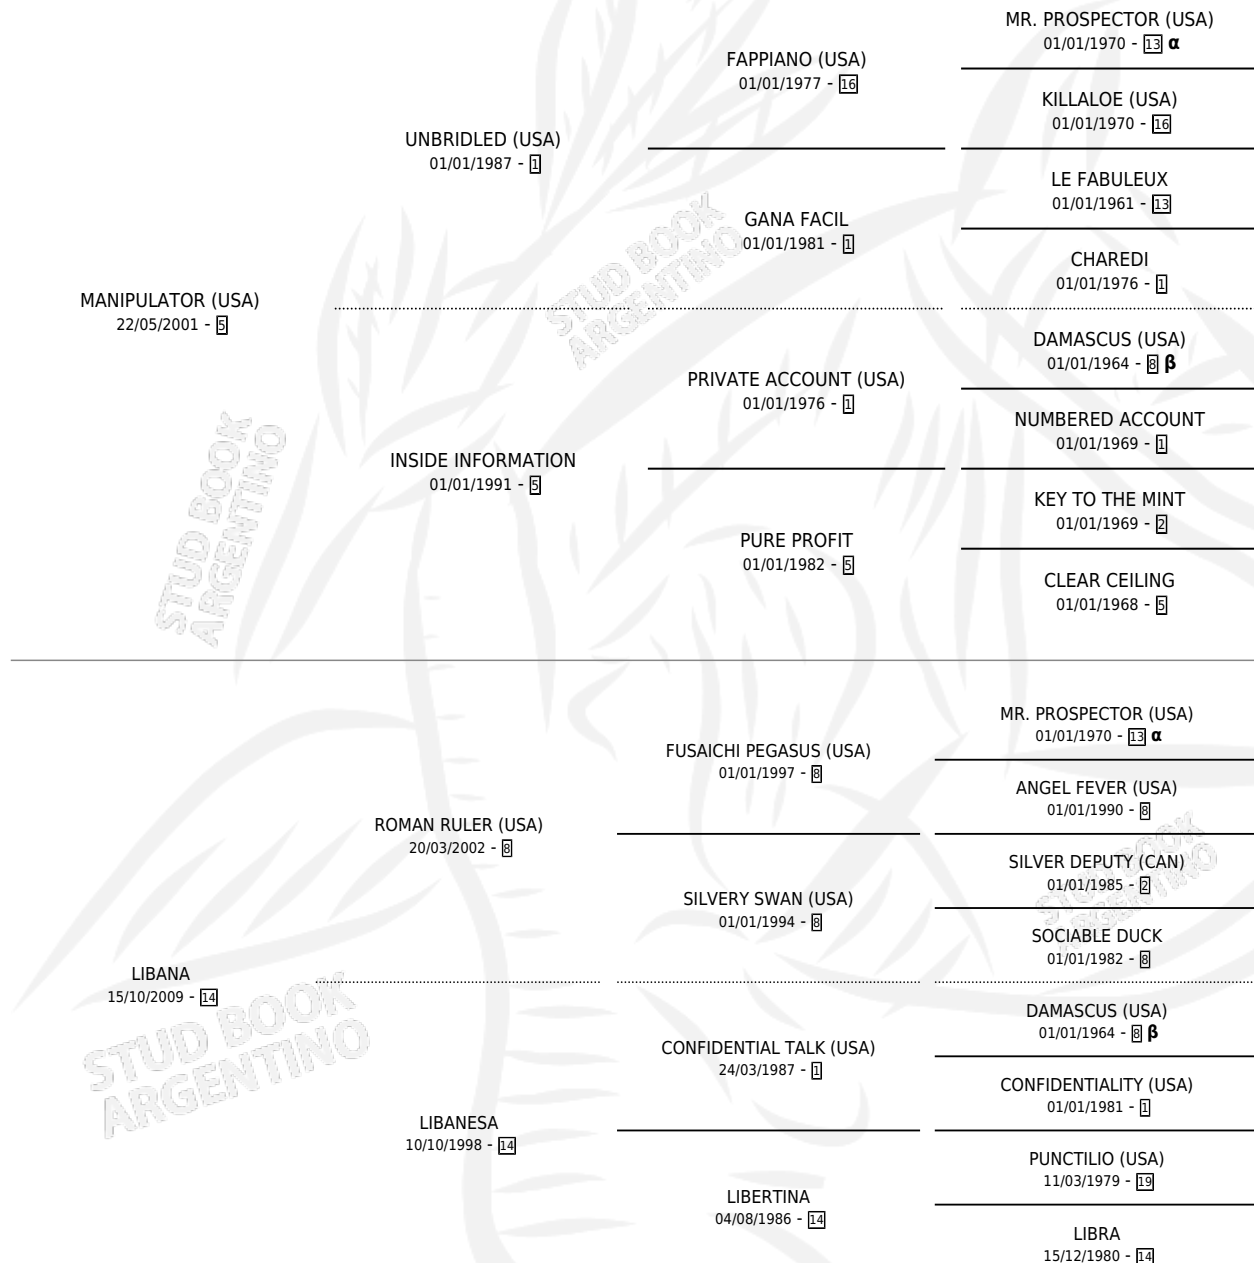 MR. PROSPECTOR (USA)
01/01/1970 - 13 α
FAPPIANO (USA)
01/01/1977 - 16
KILLALOE (USA)
01/01/1970 - 16
UNBRIDLED (USA)
01/01/1987 - 1
LE FABULEUX
01/01/1961 - 13
GANA FACIL
01/01/1981 - 1
CHAREDI
01/01/1976 - 1
MANIPULATOR (USA)
22/05/2001 - 5
DAMASCUS (USA)
01/01/1964 - 8 β
PRIVATE ACCOUNT (USA)
01/01/1976 - 1
NUMBERED ACCOUNT
01/01/1969 - 1
INSIDE INFORMATION
01/01/1991 - 5
KEY TO THE MINT
01/01/1969 - 2
PURE PROFIT
01/01/1982 - 5
CLEAR CEILING
01/01/1968 - 5
STUD BOOK
ARGENTINO
STUD BOOK
ARGENTINO
MR. PROSPECTOR (USA)
01/01/1970 - 13 α
FUSAICHI PEGASUS (USA)
01/01/1997 - 8
ANGEL FEVER (USA)
01/01/1990 - 8
ROMAN RULER (USA)
20/03/2002 - 8
SILVER DEPUTY (CAN)
01/01/1985 - 2
SILVERY SWAN (USA)
01/01/1994 - 8
SOCIABLE DUCK
01/01/1982 - 8
STUD BOOK
ARGENTINO
LIBANA
15/10/2009 - 14
DAMASCUS (USA)
01/01/1964 - 8 β
CONFIDENTIAL TALK (USA)
24/03/1987 - 1
CONFIDENTIALITY (USA)
01/01/1981 - 1
LIBANESA
10/10/1998 - 14
PUNCTILIO (USA)
11/03/1979 - 19
LIBERTINA
04/08/1986 - 14
LIBRA
15/12/1980 - 14
STUD BOOK
ARGENTINO